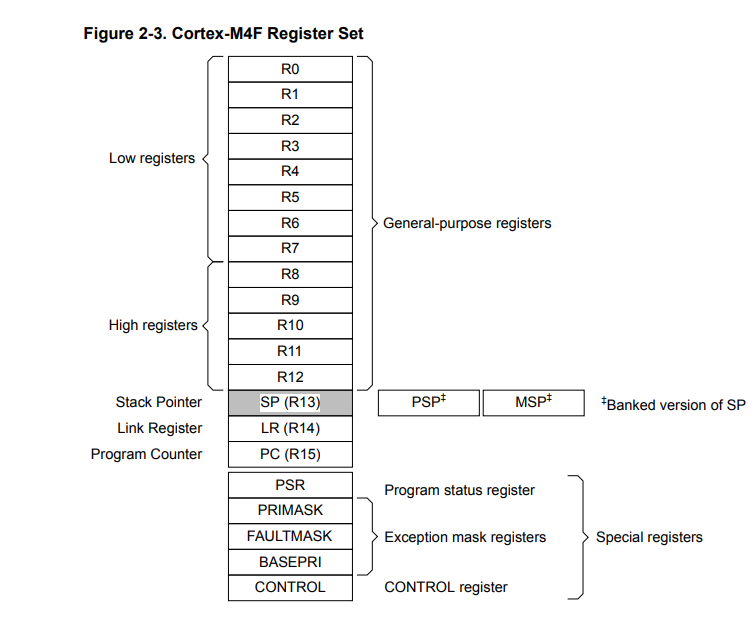 Figure 2-3. Cortex-M4F Register Set
R0
R1
R2
R3
Low registers
R4
R5
R6
General-purpose registers
R7
R8
R9
High registers
R10
R11
R12
Stack Pointer
SP (R13)
PSP‡
MSP‡
‡Banked version of SP
Link Register
LR (R14)
Program Counter
PC (R15)
PSR
Program status register
PRIMASK
FAULTMASK
Exception mask registers
Special registers
BASEPRI
CONTROL
CONTROL register